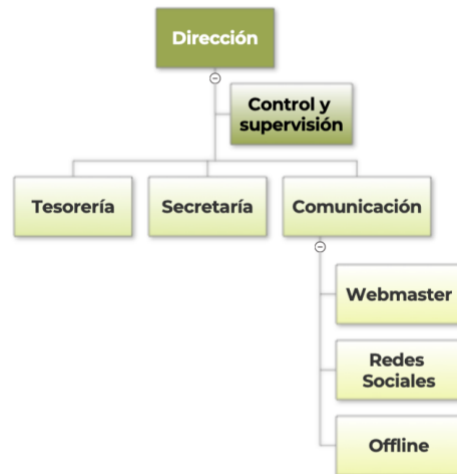 Dirección
Control y
supervisión
Tesorería
Secretaría
Comunicación
Webmaster
Redes
Sociales
Offline